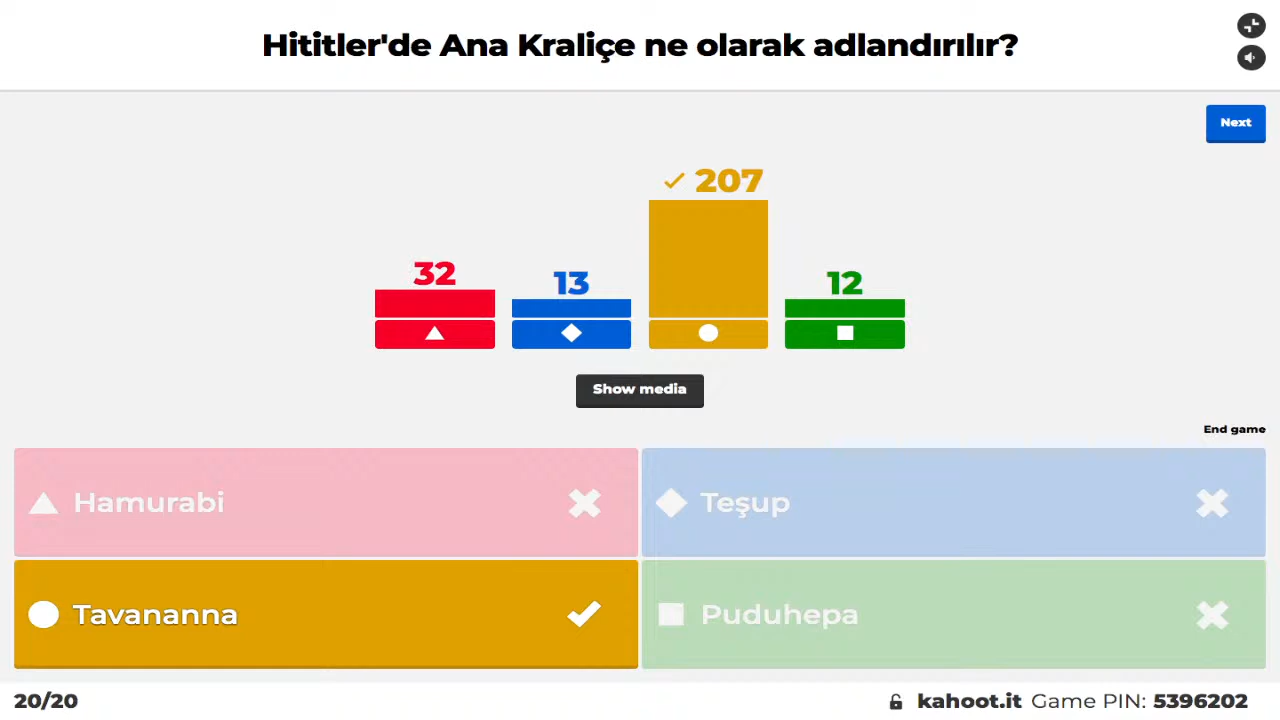 Hititler'de Ana Kraliçe ne olarak adlandırılır?
Next
32
13
207
12
Show media
End game
Hamurabi
Teşup
Tavananna
Puduhepa
20/20
kahoot.it Game PIN: 5396202